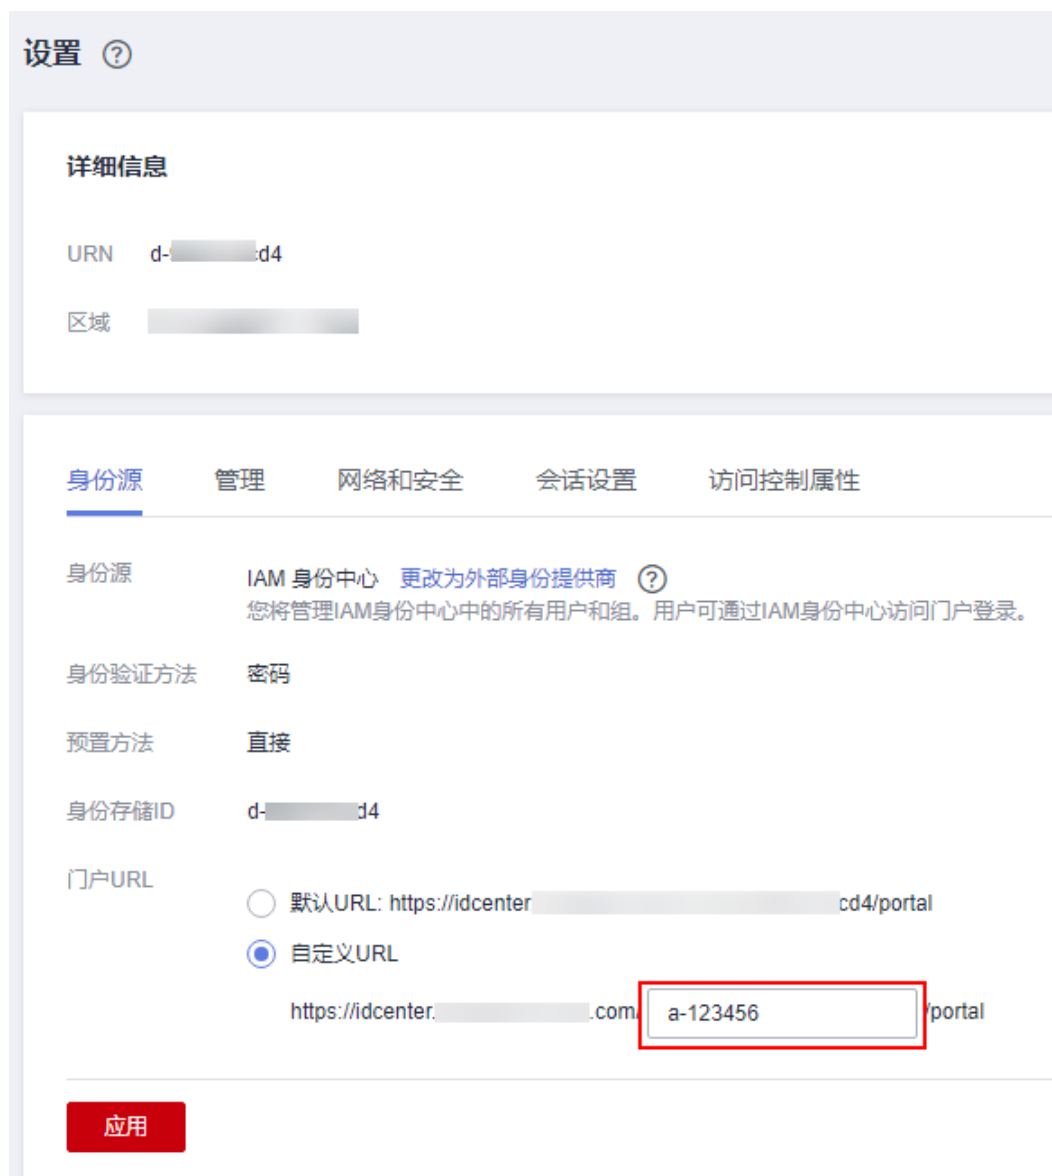 设置 ?
详细信息
URN d- cd4
区域
身份源 管理 网络和安全 会话设置 访问控制属性
身份源 IAM 身份中心 更改为外部身份提供商 ?
您将管理IAM身份中心中的所有用户和组。用户可通过IAM身份中心访问门户登录。
身份验证方法 密码
预置方法 直接
身份存储ID d- d4
门户URL
默认URL: https://idcenter cd4/portal
自定义URL
https://idcenter. .com/ a-123456 /portal
应用